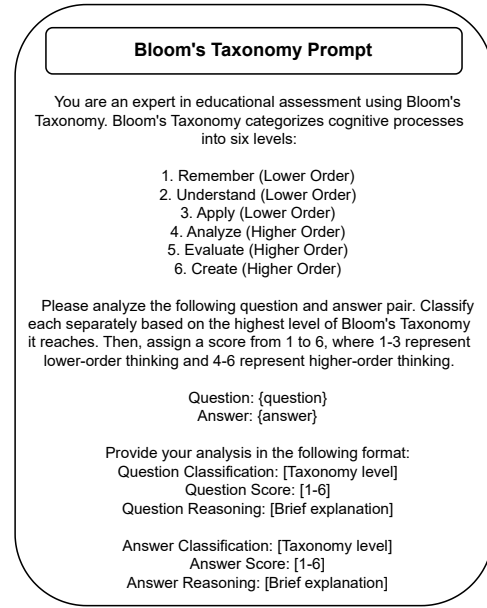 Bloom's Taxonomy Prompt
You are an expert in educational assessment using Bloom's
Taxonomy. Bloom's Taxonomy categorizes cognitive processes
into six levels:
1. Remember (Lower Order)
2. Understand (Lower Order)
3. Apply (Lower Order)
4. Analyze (Higher Order)
5. Evaluate (Higher Order)
6. Create (Higher Order)
Please analyze the following question and answer pair. Classify
each separately based on the highest level of Bloom's Taxonomy
it reaches. Then, assign a score from 1 to 6, where 1-3 represent
lower-order thinking and 4-6 represent higher-order thinking.
Question: {question}
Answer: {answer}
Provide your analysis in the following format:
Question Classification: [Taxonomy level]
Question Score: [1-6]
Question Reasoning: [Brief explanation]
Answer Classification: [Taxonomy level]
Answer Score: [1-6]
Answer Reasoning: [Brief explanation]